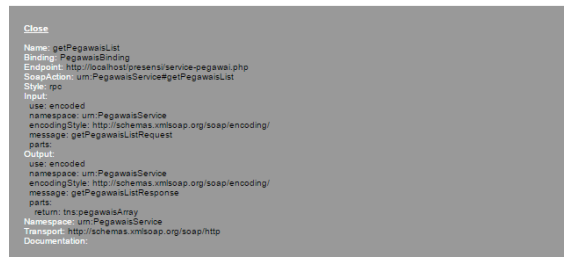 Close
Name: getPegawaisList
Binding: PegawaisBinding
Endpoint: http://localhost/presensi/service-pegawai.php
SoapAction: urn:PegawaisService#getPegawaisList
Style: rpc
Input:
use: encoded
namespace: urn:PegawaisService
encodingStyle: http://schemas.xmlsoap.org/soap/encoding/
message: getPegawaisListRequest
parts:
Output:
use: encoded
namespace: urn:PegawaisService
encodingStyle: http://schemas.xmlsoap.org/soap/encoding/
message: getPegawaisListResponse
parts:
return: tns:pegawaisArray
Namespace: urn:PegawaisService
Transport: http://schemas.xmlsoap.org/soap/http
Documentation: